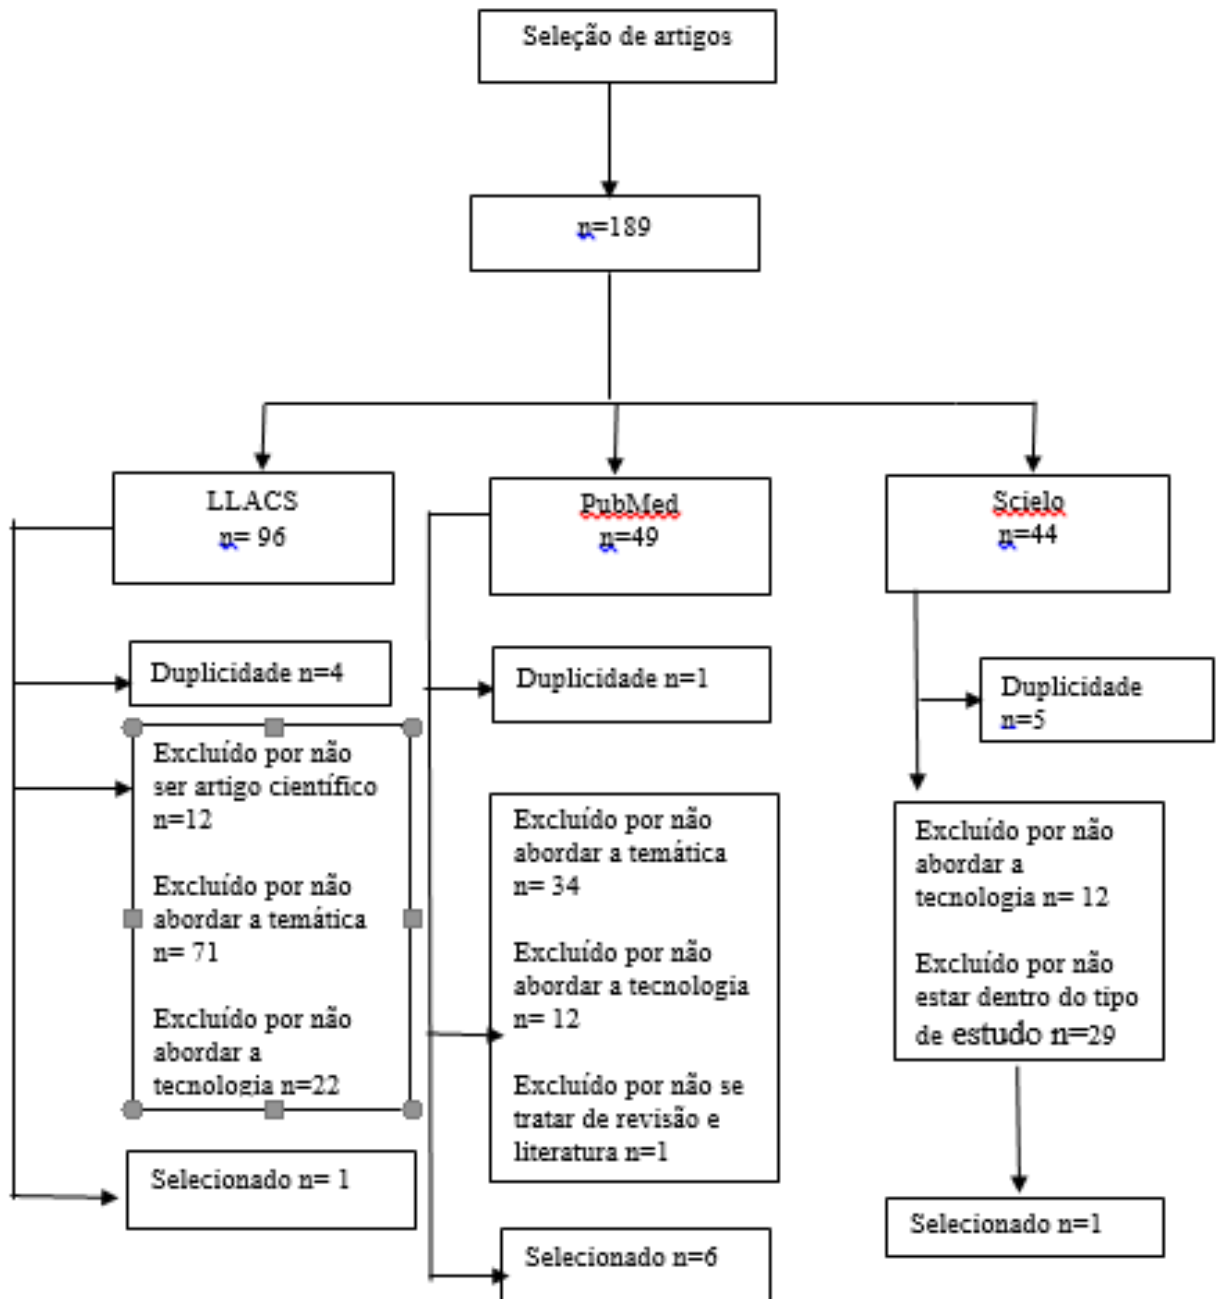 Seleção de artigos
n=189
LLACS
n= 96
Duplicidade n=4
Excluído por não
ser artigo científico
n=12
Excluído por não
abordar a temática
n= 71
Excluído por não
abordar a
tecnologia n=22
Selecionado n= 1
PubMed
n=49
Duplicidade n=1
Excluído por não
abordar a temática
n= 34
Excluído por não
abordar a tecnologia
n= 12
Excluído por não se
tratar de revisão e
literatura n=1
Selecionado n=6
Scielo
n=44
Duplicidade
n=5
Excluído por não
abordar a
tecnologia n= 12
Excluído por não
estar dentro do tipo
de estudo n=29
Selecionado n=1